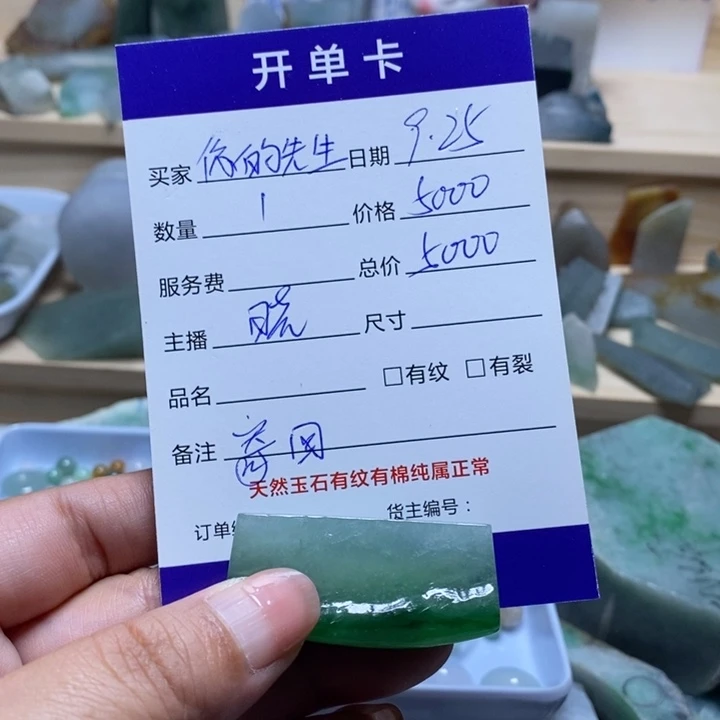 开单卡
买家 你的先生 日期 9.25
数量 1 价格 5000
服务费 总价 5000
主播 晓 尺寸
品名 □有纹 □有裂
备注
天然玉石有纹有棉纯属正常
订单 货主编号：